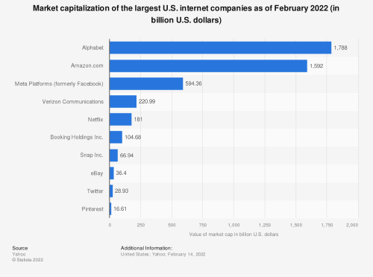 Market capitalization of the largest U.S. internet companies as of February 2022 (in
billion U.S. dollars)
Alphabet 1,788
Amazon.com 1,592
Meta Platforms (formerly Facebook) 594.36
Verizon Communications 220.99
Netflix 181
Booking Holdings Inc. 104.68
Snap Inc. 66.94
eBay 36.4
Twitter 28.93
Pinterest 16.61
0 250 500 750 1,000 1,250 1,500 1,750 2,000
Value of market cap in billion U.S. dollars
Source
Yahoo
© Statista 2022
Additional Information:
United States; Yahoo; February 14, 2022